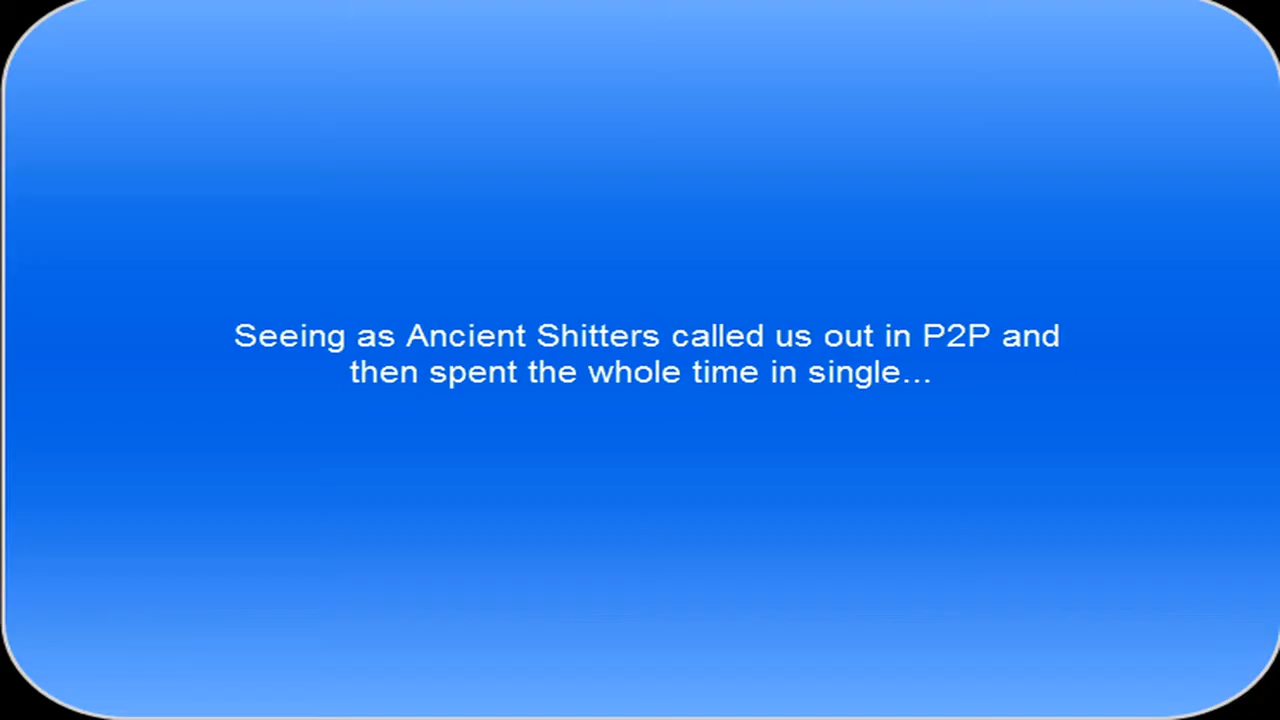 Seeing as Ancient Shitters called us out in P2P and
then spent the whole time in single...